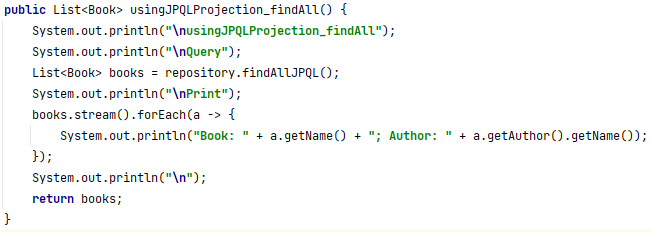 public List<Book> usingJPQLProjection_findAll() {
    System.out.println("\nusingJPQLProjection_findAll");
    System.out.println("\nQuery");
    List<Book> books = repository.findAllJPQL();
    System.out.println("\nPrint");
    books.stream().forEach(a -> {
        System.out.println("Book: " + a.getName() + "; Author: " + a.getAuthor().getName());
    });
    System.out.println("\n");
    return books;
}